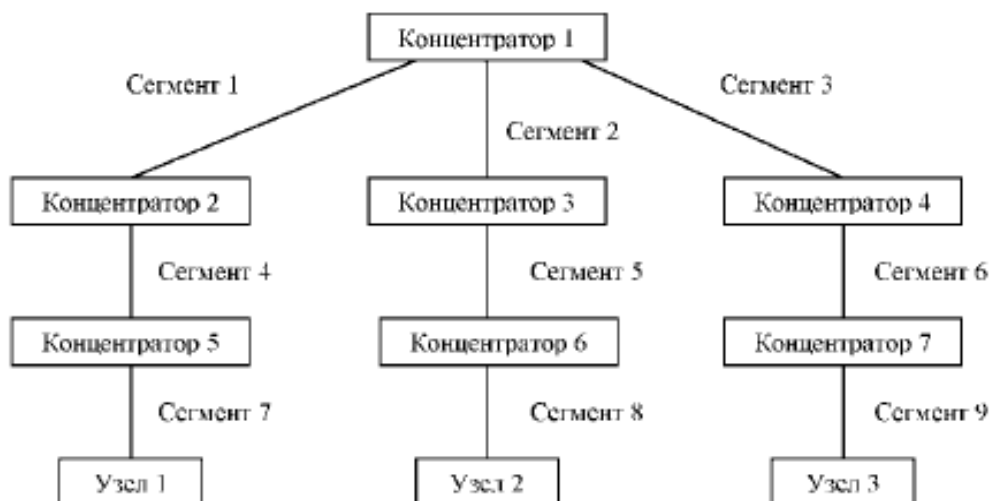 Концентратор 1
Сегмент 1
Сегмент 3
Сегмент 2
Концентратор 2
Концентратор 3
Концентратор 4
Сегмент 4
Сегмент 5
Сегмент 6
Концентратор 5
Концентратор 6
Концентратор 7
Сегмент 7
Сегмент 8
Сегмент 9
Узел 1
Узел 2
Узел 3